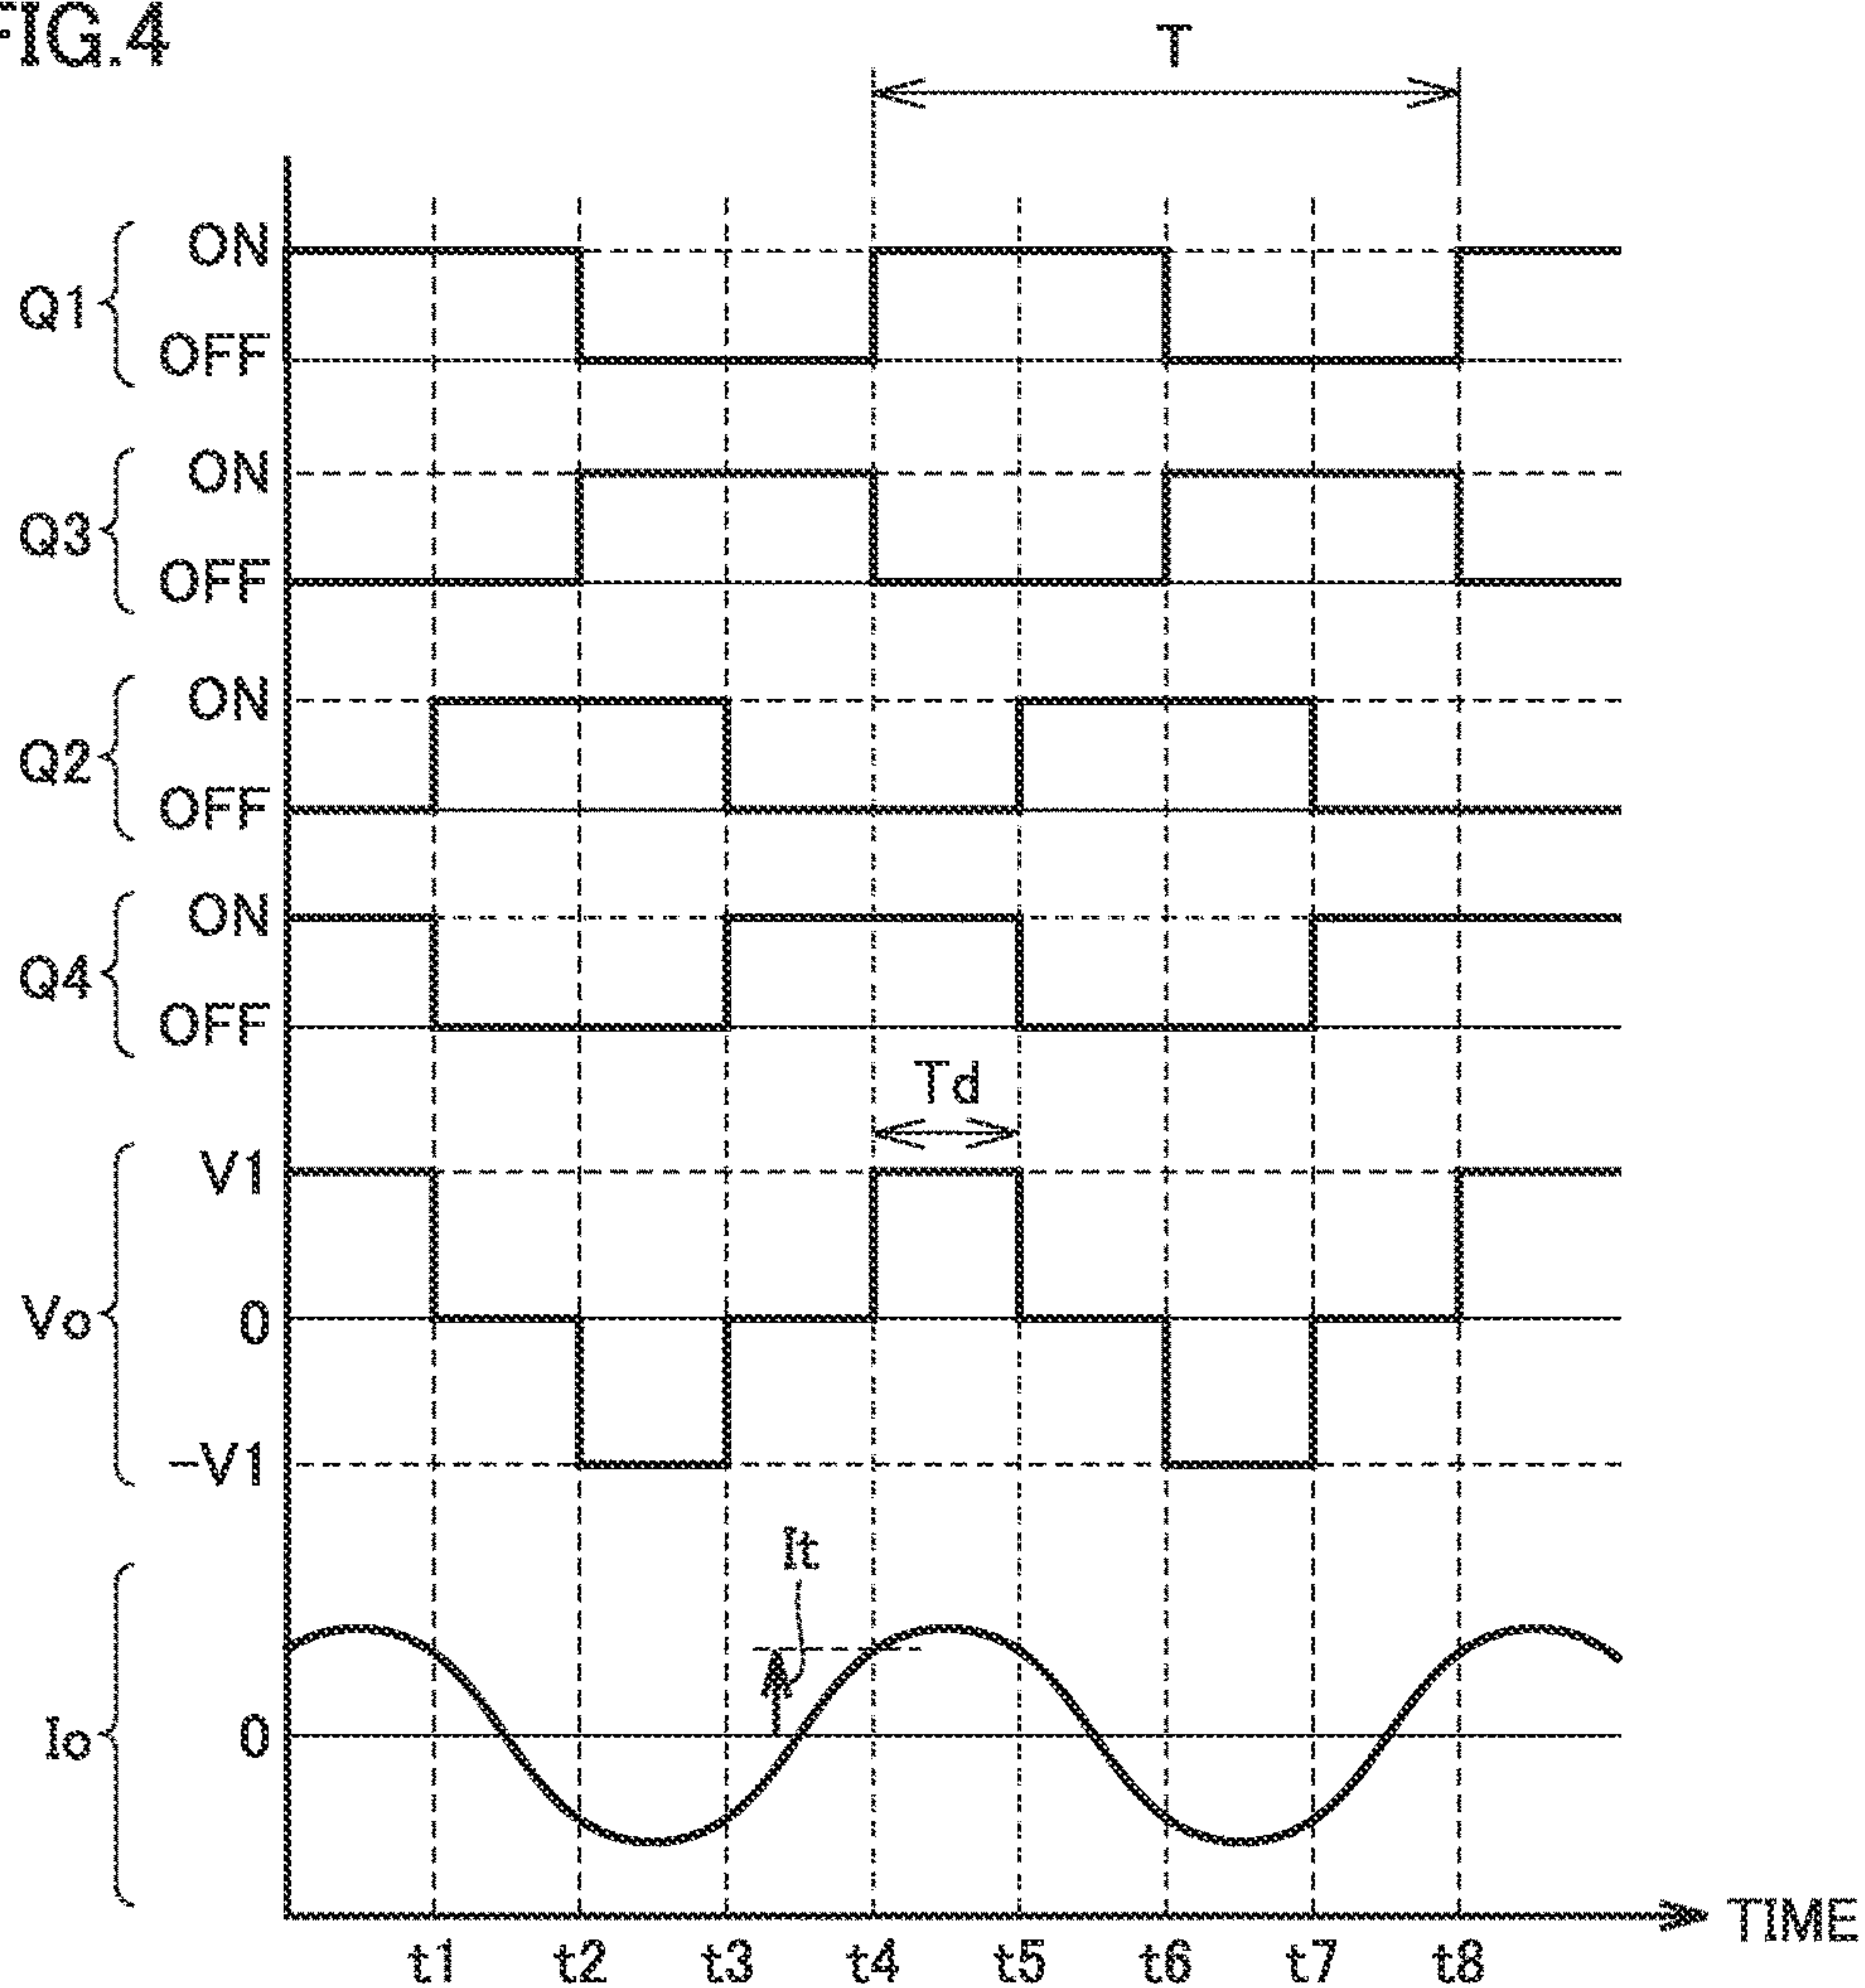 FIG.4
T
ON
Q1
OFF
ON
Q3
OFF
ON
Q2
OFF
ON
Q4
OFF
Td
V1
Vo
0
-V1
It
Io
0
TIME
t1 t2 t3 t4 t5 t6 t7 t8